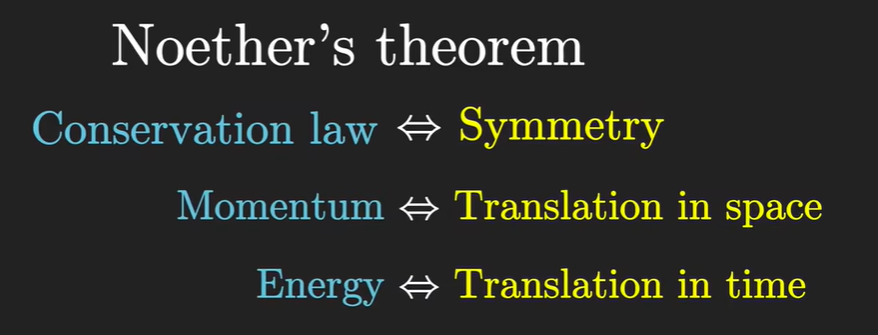 Noether’s theorem
Conservation law ⇔ Symmetry
Momentum ⇔ Translation in space
Energy ⇔ Translation in time